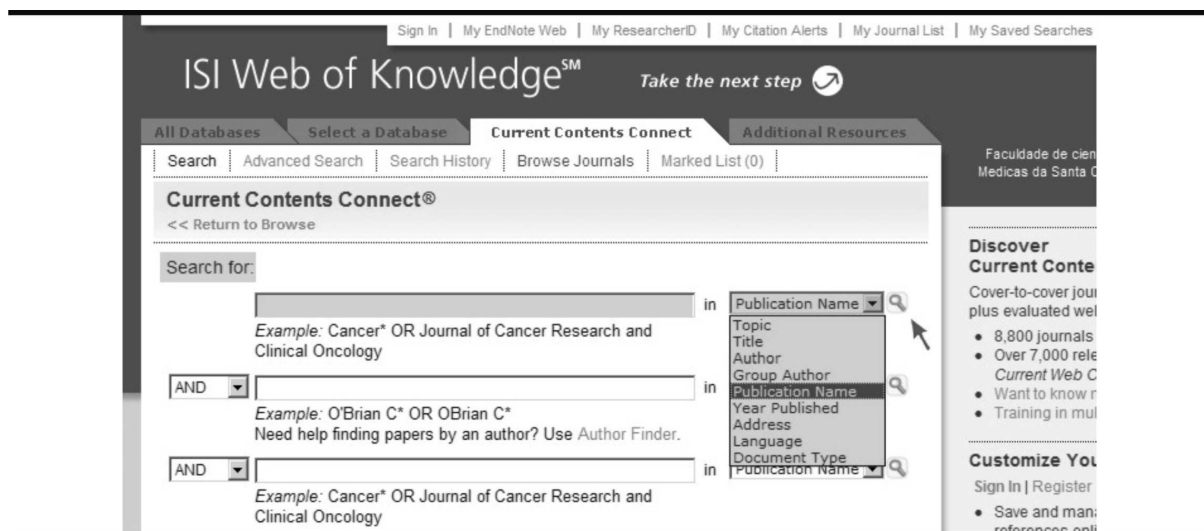 Sign In | My EndNote Web | My ResearcherID | My Citation Alerts | My Journal List | My Saved Searches
ISI Web of Knowledge℠ Take the next step
All Databases Select a Database Current Contents Connect Additional Resources
Search Advanced Search Search History Browse Journals Marked List (0)
Faculdade de cien
Medicas da Santa
Current Contents Connect®
<< Return to Browse
Search for:
in Publication Name
Example: Cancer* OR Journal of Cancer Research and
Clinical Oncology
Topic
Title
Author
Group Author
Publication Name
Year Published
Address
Language
Document Type
AND in
Example: O'Brian C* OR OBrian C*
Need help finding papers by an author? Use Author Finder.
AND in Publication Name
Example: Cancer* OR Journal of Cancer Research and
Clinical Oncology
Discover
Current Conte
Cover-to-cover jour
plus evaluated we
8,800 journals
Over 7,000 rele
Current Web C
Want to know
Training in mul
Customize You
Sign In | Register
Save and mana